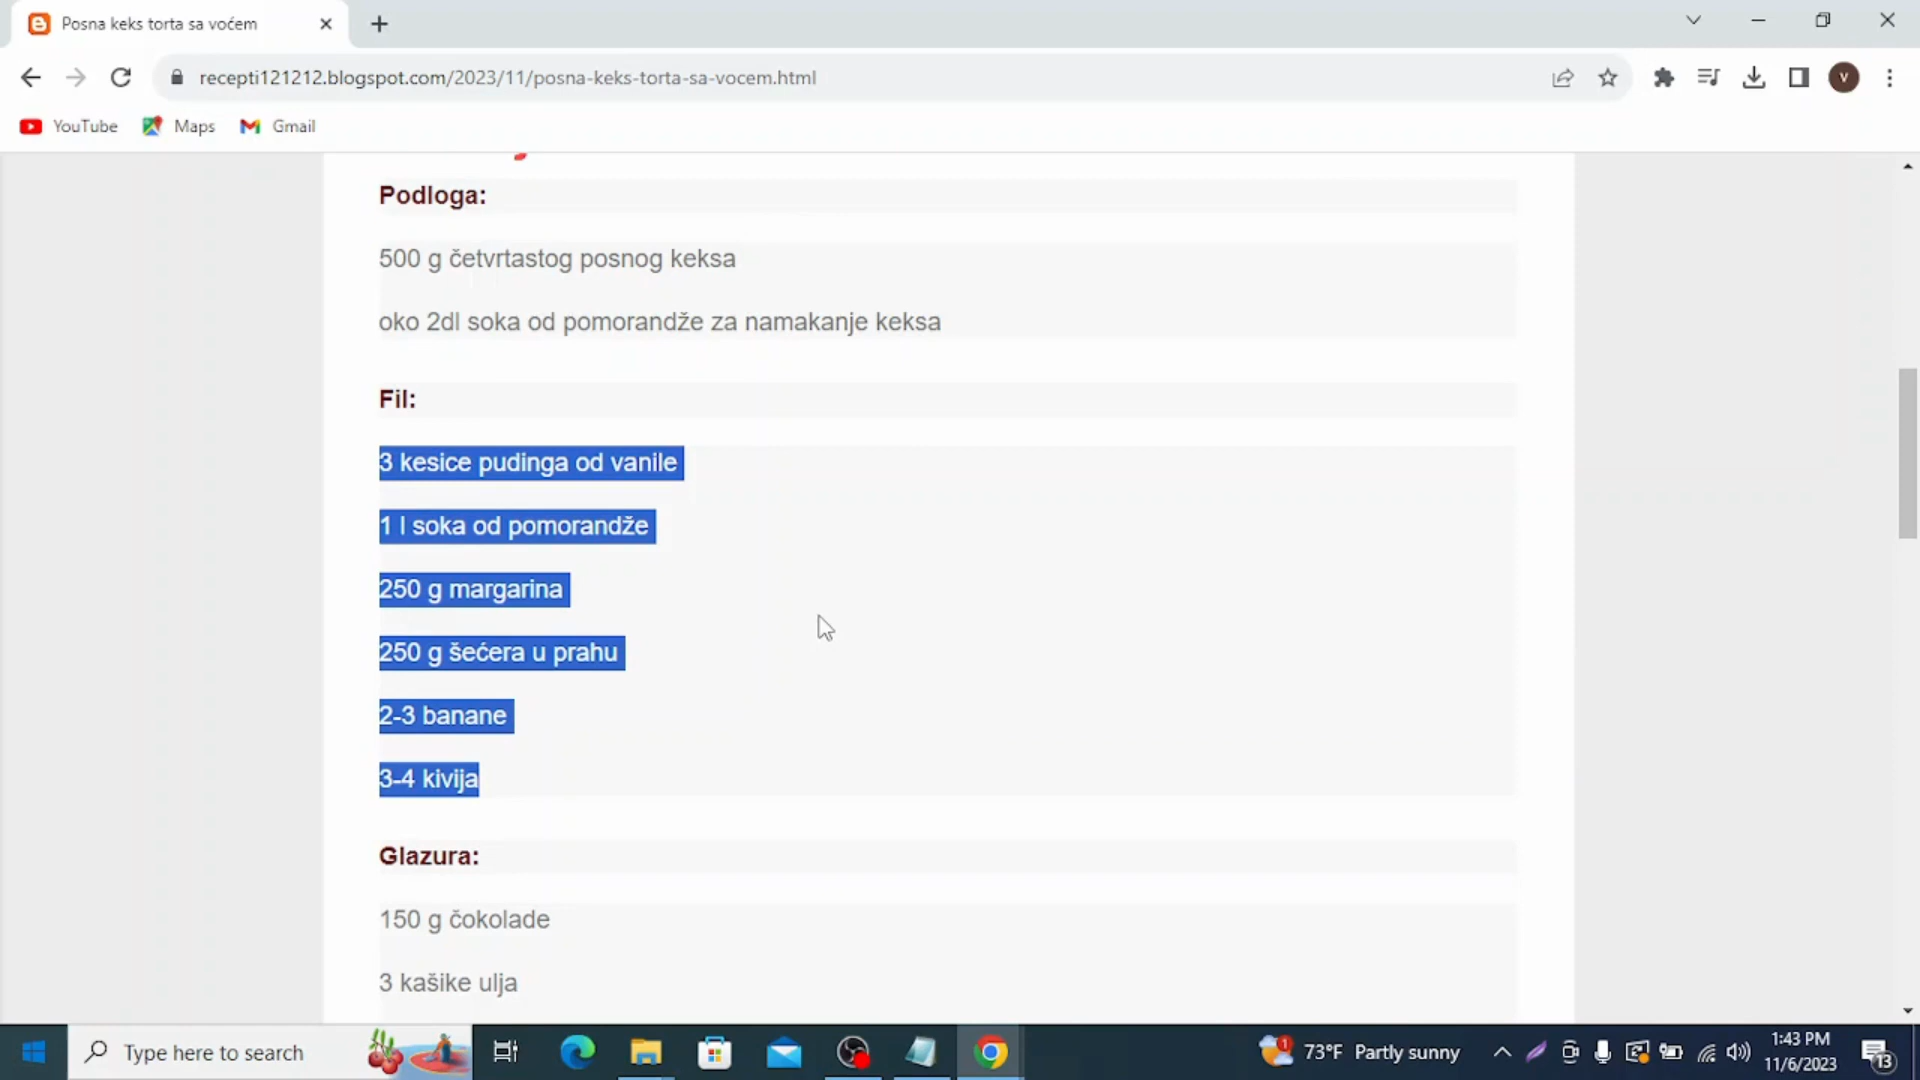 Posna keks torta sa voćem
recepti121212.blogspot.com/2023/11/posna-keks-torta-sa-vocem.html
V
YouTube
Maps
Gmail
Podloga:
500 g četvrtastog posnog keksa
oko 2dl soka od pomorandže za namakanje keksa
Fil:
3 kesice pudinga od vanile
1 l soka od pomorandže
250 g margarina
250 g šećera u prahu
2-3 banane
3-4 kivija
Glazura:
150 g čokolade
3 kašike ulja
Type here to search
1
73°F Partly sunny
1:43 PM
11/6/2023
13